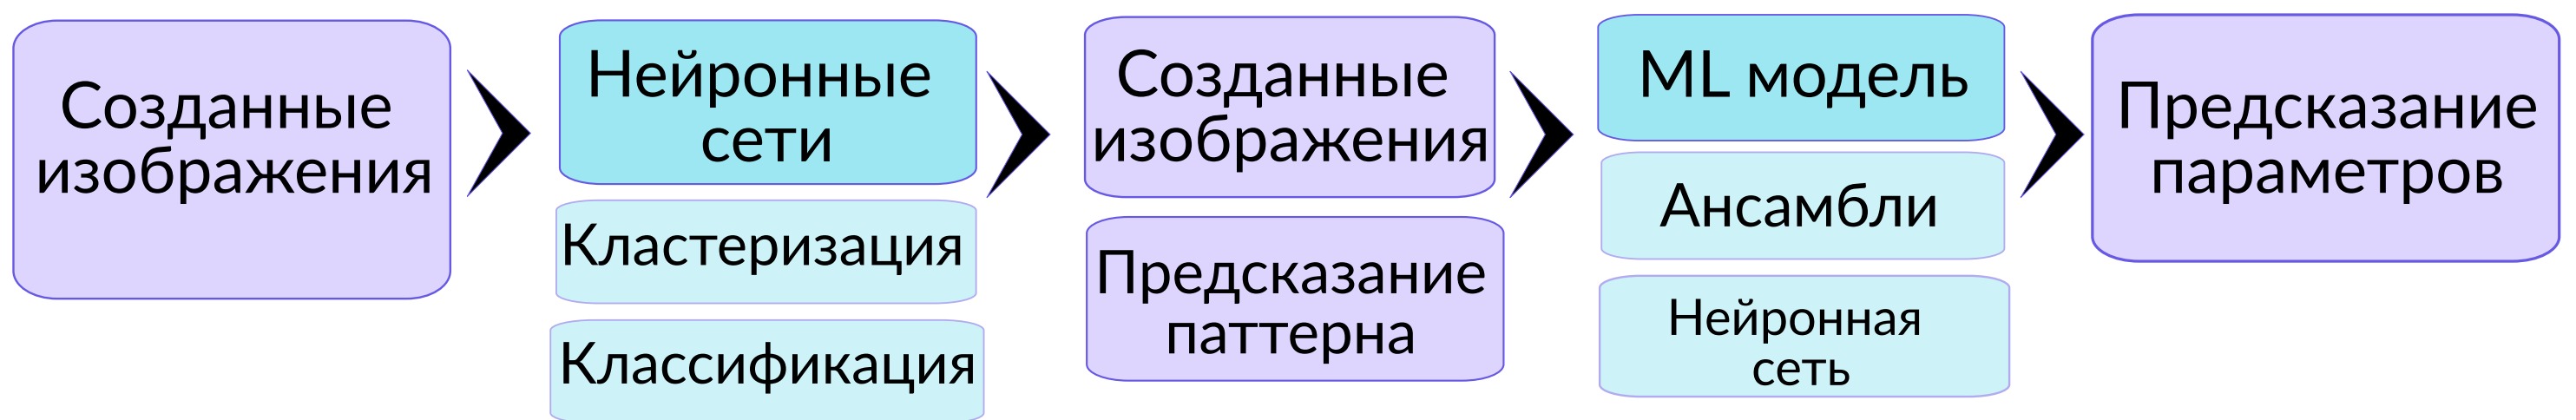 Созданные
изображения
Нейронные
сети
Кластеризация
Классификация
Созданные
изображения
Предсказание
паттерна
ML модель
Ансамбли
Нейронная
сеть
Предсказание
параметров